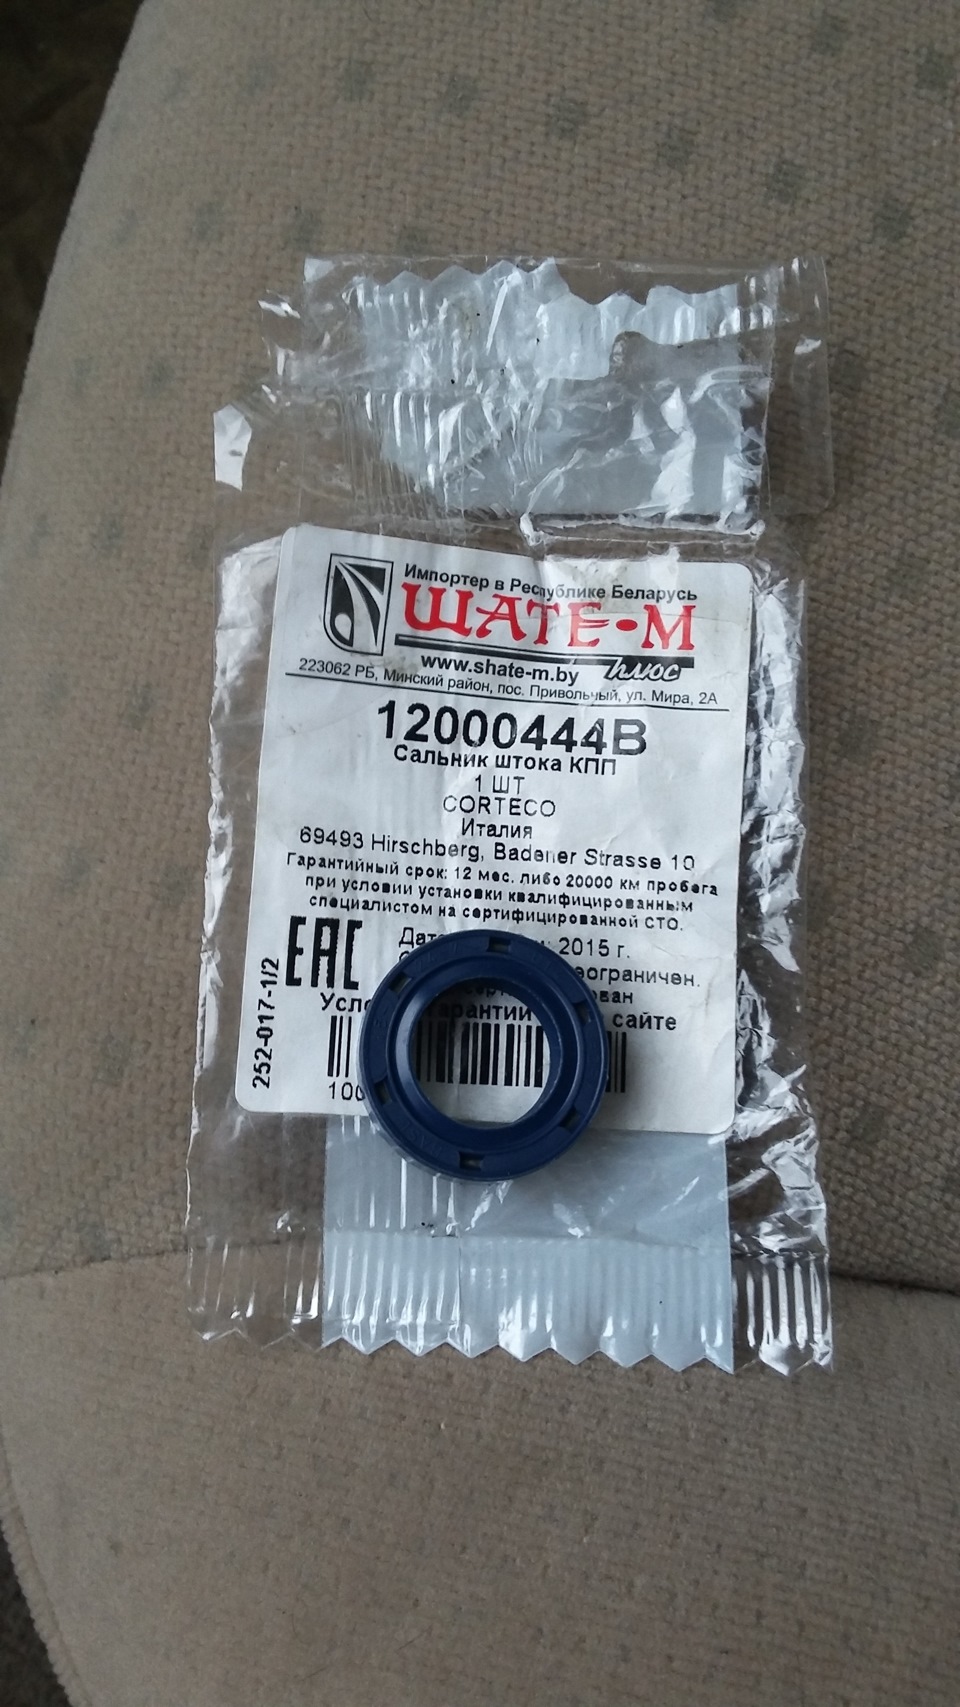 Импортер в Республике Беларусь
ШАТЕ-М
плюс
www.shate-m.by
223062 РБ, Минский район, пос. Привольный, ул. Мира, 2А
12000444B
Сальник штока КПП
1 ШТ
CORTECO
Италия
69493 Hirschberg, Badener Strasse 10
Гарантийный срок: 12 мес. либо 20000 км пробега
при условии установки квалифицированным
специалистом на сертифицированной СТО.
EAC
2015 г.
сайте
252-017-1/2